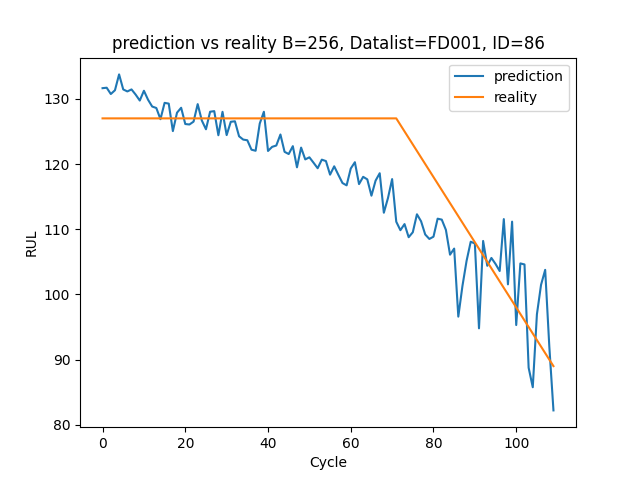 prediction vs reality B=256, Datalist=FD001, ID=86
prediction
reality
130
120
110
100
90
80
RUL
0
20
40
60
80
100
Cycle